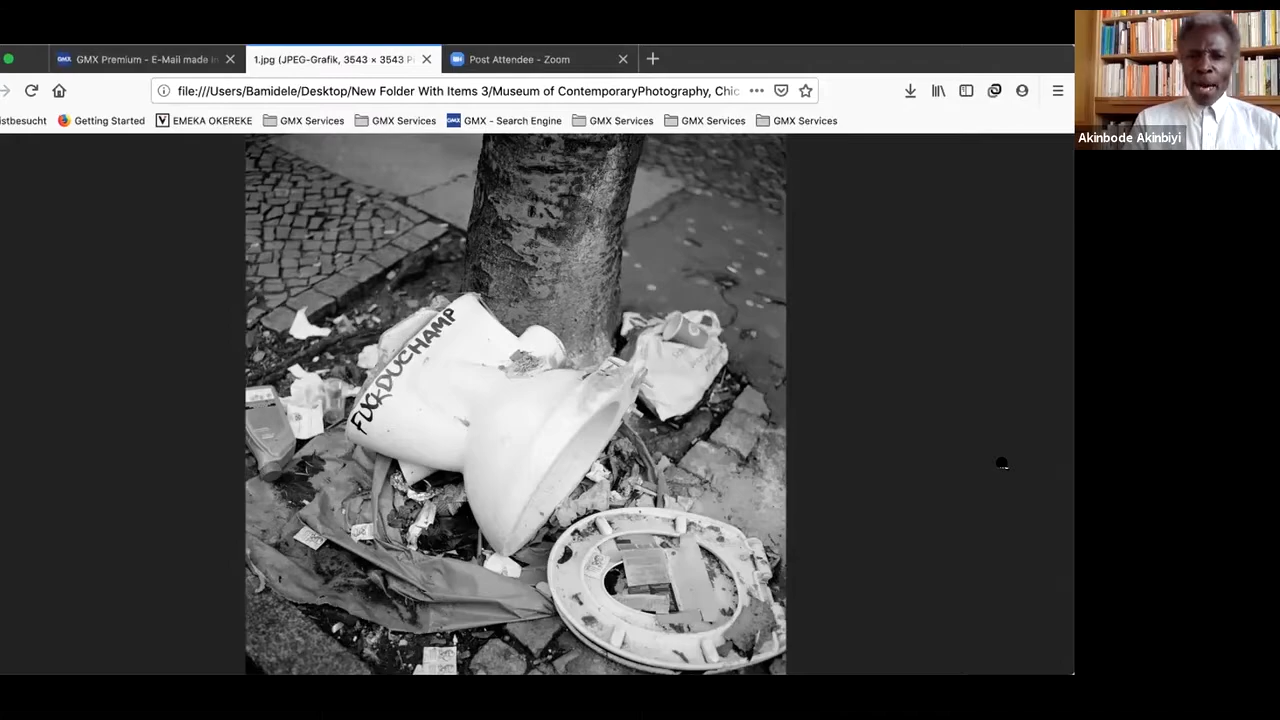 GMX Premium - E-Mail made in
1.jpg (JPEG-Grafik, 3543 × 3543 P
Post Attendee - Zoom
file:///Users/Bamidele/Desktop/New Folder With Items 3/Museum of ContemporaryPhotography, Chic
istbesucht
Getting Started
EMEKA OKEREKE
GMX Services
GMX Services
GMX - Search Engine
GMX Services
GMX Services
GMX Services
Akinbode Akinbiyi
FUCK DUCHAMP